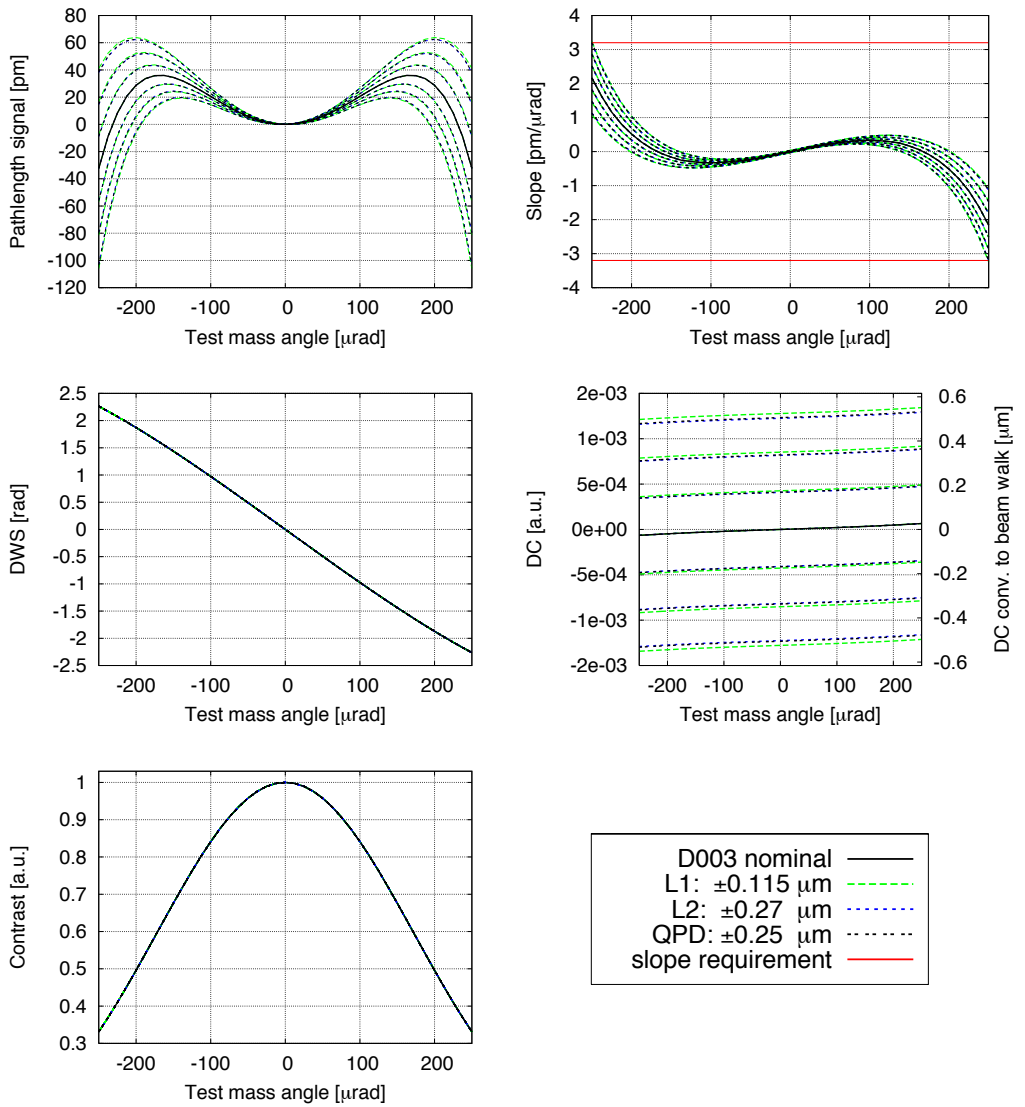 80
60
40
20
0
-20
-40
-60
-80
-100
-120
Pathlength signal [pm]
-200 -100 0 100 200
Test mass angle [μrad]
4
3
2
1
0
-1
-2
-3
-4
Slope [pm/μrad]
-200 -100 0 100 200
Test mass angle [μrad]
2.5
2
1.5
1
0.5
0
-0.5
-1
-1.5
-2
-2.5
DWS [rad]
-200 -100 0 100 200
Test mass angle [μrad]
2e-03
1e-03
5e-04
0e+00
-5e-04
-1e-03
-2e-03
DC [a.u.]
0.6
0.4
0.2
0
-0.2
-0.4
-0.6
DC conv. to beam walk [μm]
-200 -100 0 100 200
Test mass angle [μrad]
1
0.9
0.8
0.7
0.6
0.5
0.4
0.3
Contrast [a.u.]
-200 -100 0 100 200
Test mass angle [μrad]
D003 nominal
L1: ±0.115 μm
L2: ±0.27 μm
QPD: ±0.25 μm
slope requirement